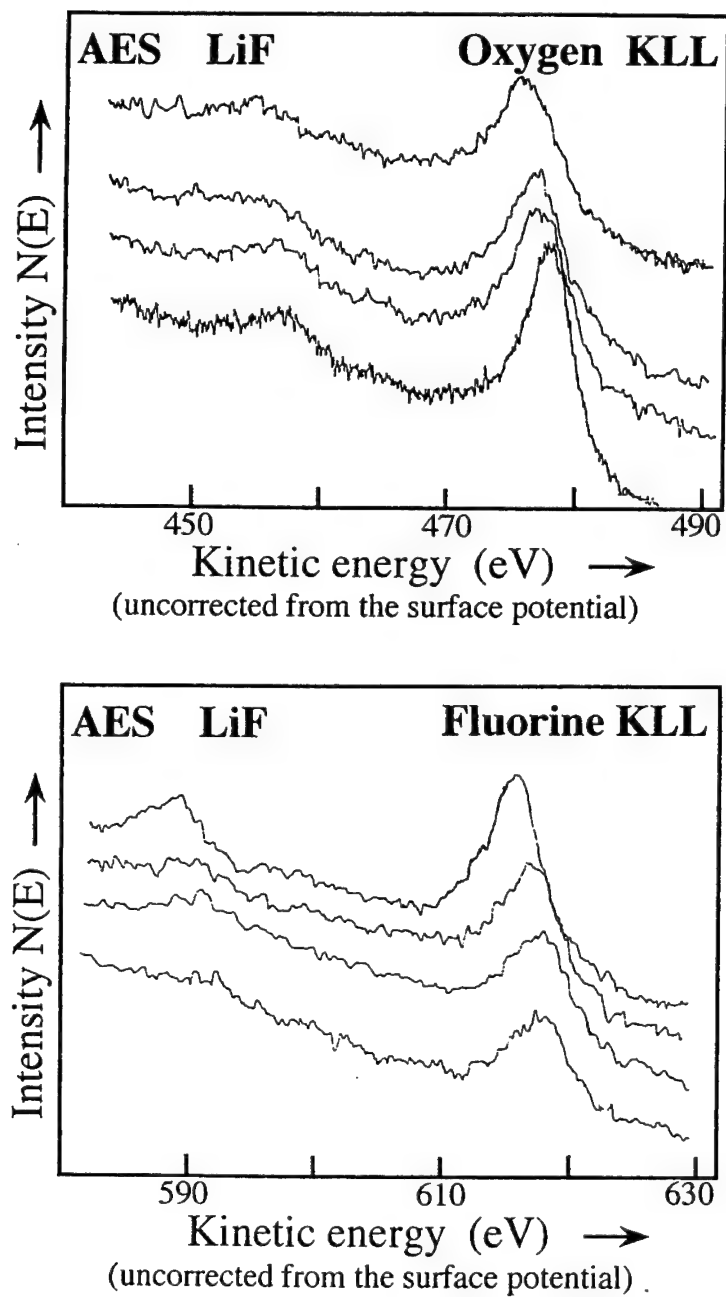 AES LiF Oxygen KLL
Intensity N(E)
450 470 490
Kinetic energy (eV)
(uncorrected from the surface potential)
AES LiF Fluorine KLL
Intensity N(E)
590 610 630
Kinetic energy (eV)
(uncorrected from the surface potential)